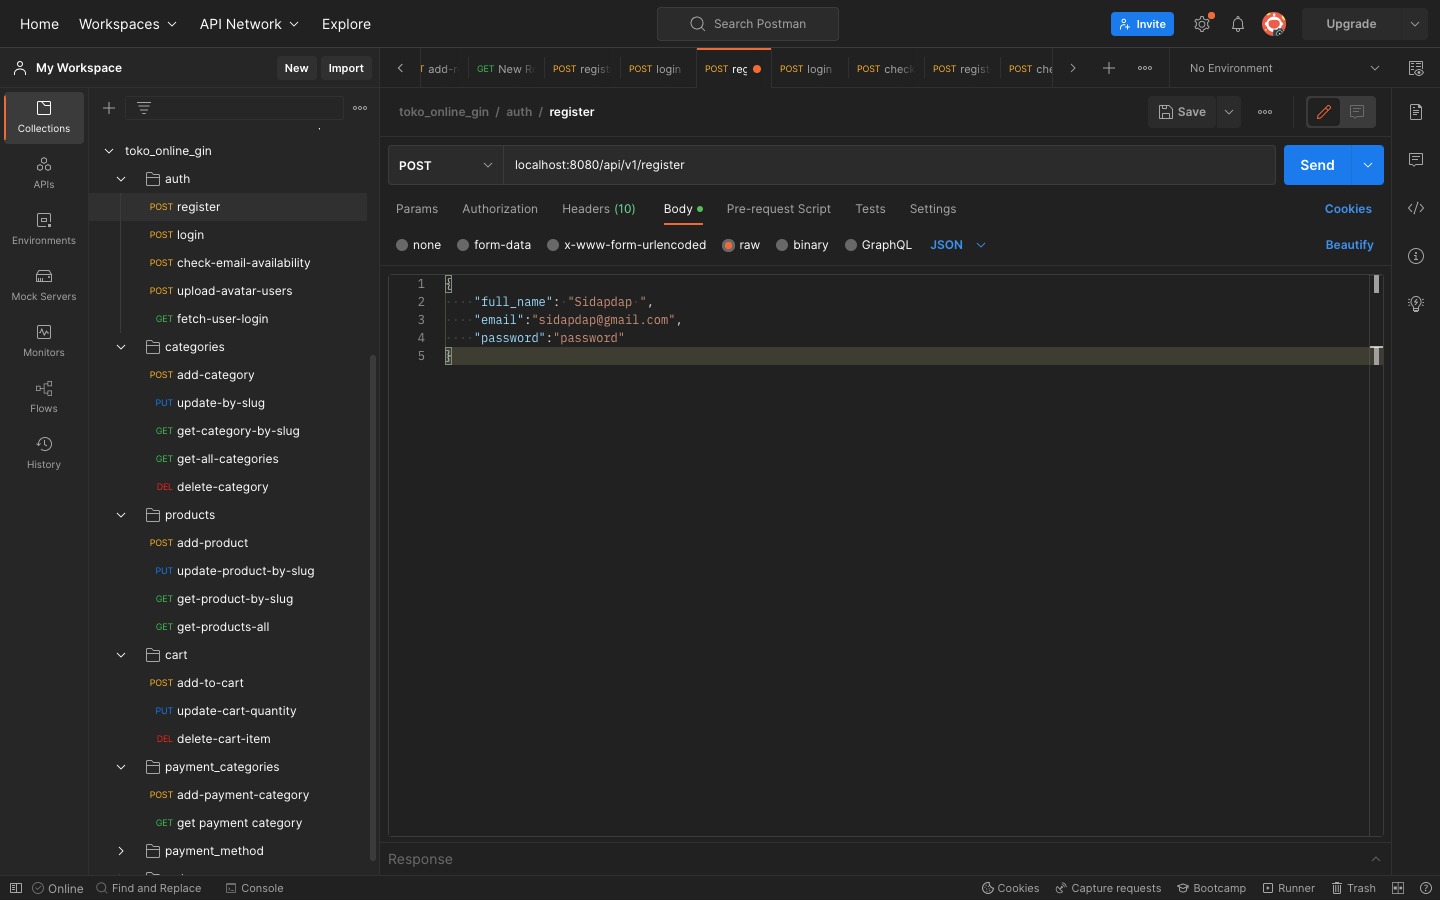 Home Workspaces API Network Explore Search Postman Invite Upgrade
My Workspace New Import
add- GET New R POST regist POST login POST reg POST login POST check POST regist POST che No Environment
Collections
APIs
Environments
Mock Servers
Monitors
Flows
History
toko_online_gin
auth
POST register
POST login
POST check-email-availability
POST upload-avatar-users
GET fetch-user-login
categories
POST add-category
PUT update-by-slug
GET get-category-by-slug
GET get-all-categories
DEL delete-category
products
POST add-product
PUT update-product-by-slug
GET get-product-by-slug
GET get-products-all
cart
POST add-to-cart
PUT update-cart-quantity
DEL delete-cart-item
payment_categories
POST add-payment-category
GET get payment category
payment_method
toko_online_gin / auth / register Save
POST localhost:8080/api/v1/register Send
Params Authorization Headers (10) Body Pre-request Script Tests Settings Cookies
none form-data x-www-form-urlencoded raw binary GraphQL JSON Beautify
1 {
2 "full_name": "Sidapdap ",
3 "email":"sidapdap@gmail.com",
4 "password":"password"
5 }
Response
Online Find and Replace Console Cookies Capture requests Bootcamp Runner Trash